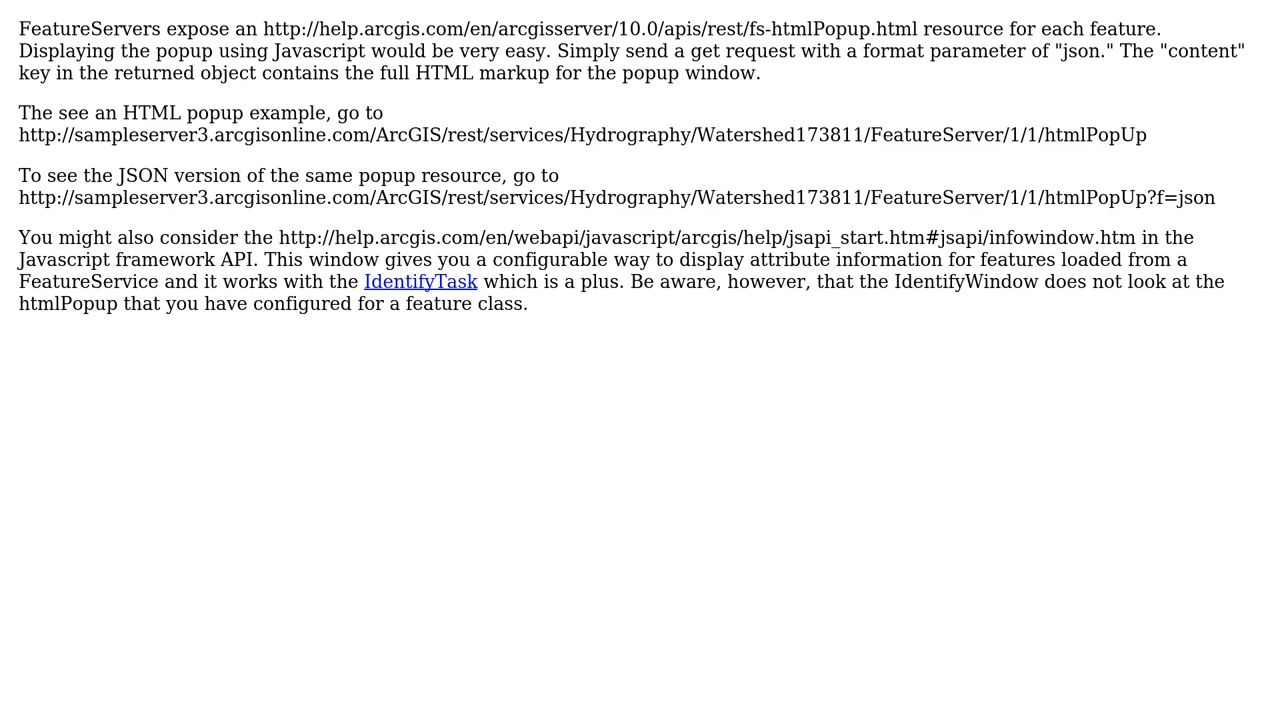 FeatureServers expose an http://help.arcgis.com/en/arcgisserver/10.0/apis/rest/fs-htmlPopup.html resource for each feature.
Displaying the popup using Javascript would be very easy. Simply send a get request with a format parameter of "json." The "content"
key in the returned object contains the full HTML markup for the popup window.
The see an HTML popup example, go to
http://sampleserver3.arcgisonline.com/ArcGIS/rest/services/Hydrography/Watershed173811/FeatureServer/1/1/htmlPopUp
To see the JSON version of the same popup resource, go to
http://sampleserver3.arcgisonline.com/ArcGIS/rest/services/Hydrography/Watershed173811/FeatureServer/1/1/htmlPopUp?f=json
You might also consider the http://help.arcgis.com/en/webapi/javascript/arcgis/help/jsapi_start.htm#jsapi/infowindow.htm in the
Javascript framework API. This window gives you a configurable way to display attribute information for features loaded from a
FeatureService and it works with the IdentifyTask which is a plus. Be aware, however, that the IdentifyWindow does not look at the
htmlPopup that you have configured for a feature class.